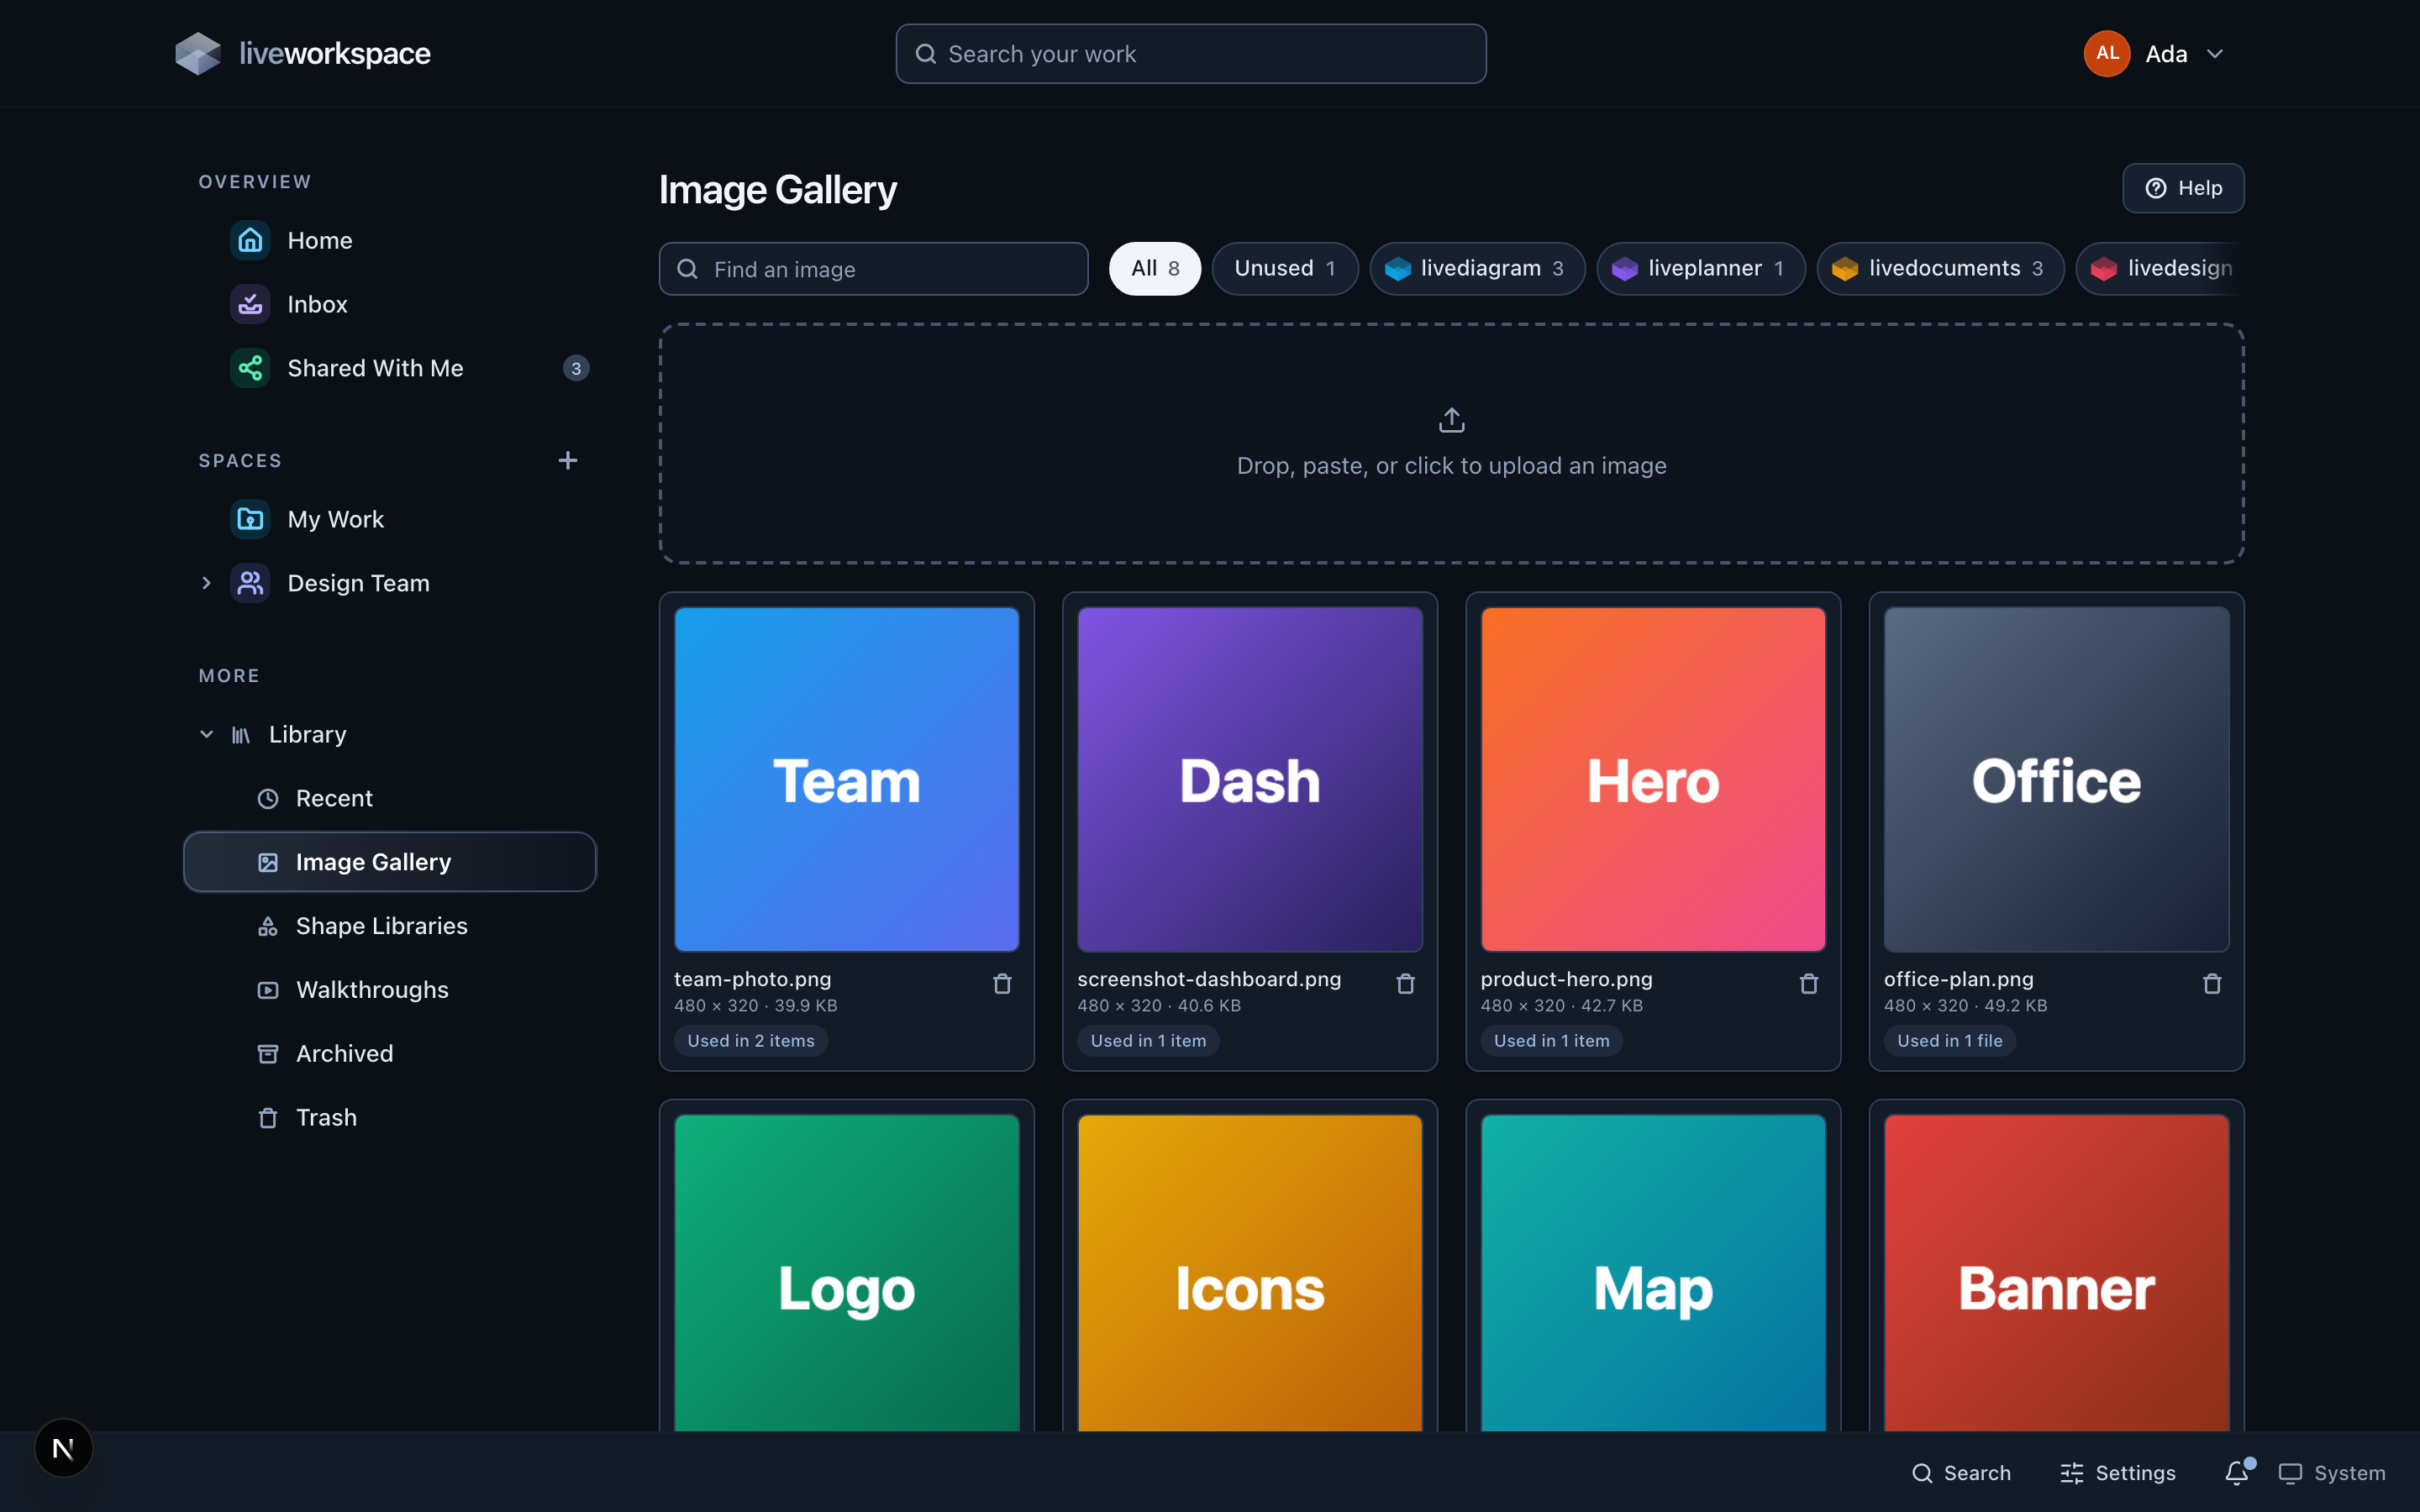 liveworkspace
Search your work
AL
Ada
OVERVIEW
Home
Inbox
Shared With Me
3
SPACES
My Work
Design Team
MORE
Library
Recent
Image Gallery
Shape Libraries
Walkthroughs
Archived
Trash
Image Gallery
Help
Find an image
All 8
Unused 1
livediagram 3
liveplanner 1
livedocuments 3
livedesign
Drop, paste, or click to upload an image
Team
team-photo.png
480 × 320 · 39.9 KB
Used in 2 items
Dash
screenshot-dashboard.png
480 × 320 · 40.6 KB
Used in 1 item
Hero
product-hero.png
480 × 320 · 42.7 KB
Used in 1 item
Office
office-plan.png
480 × 320 · 49.2 KB
Used in 1 file
Logo
Icons
Map
Banner
N
Search
Settings
System